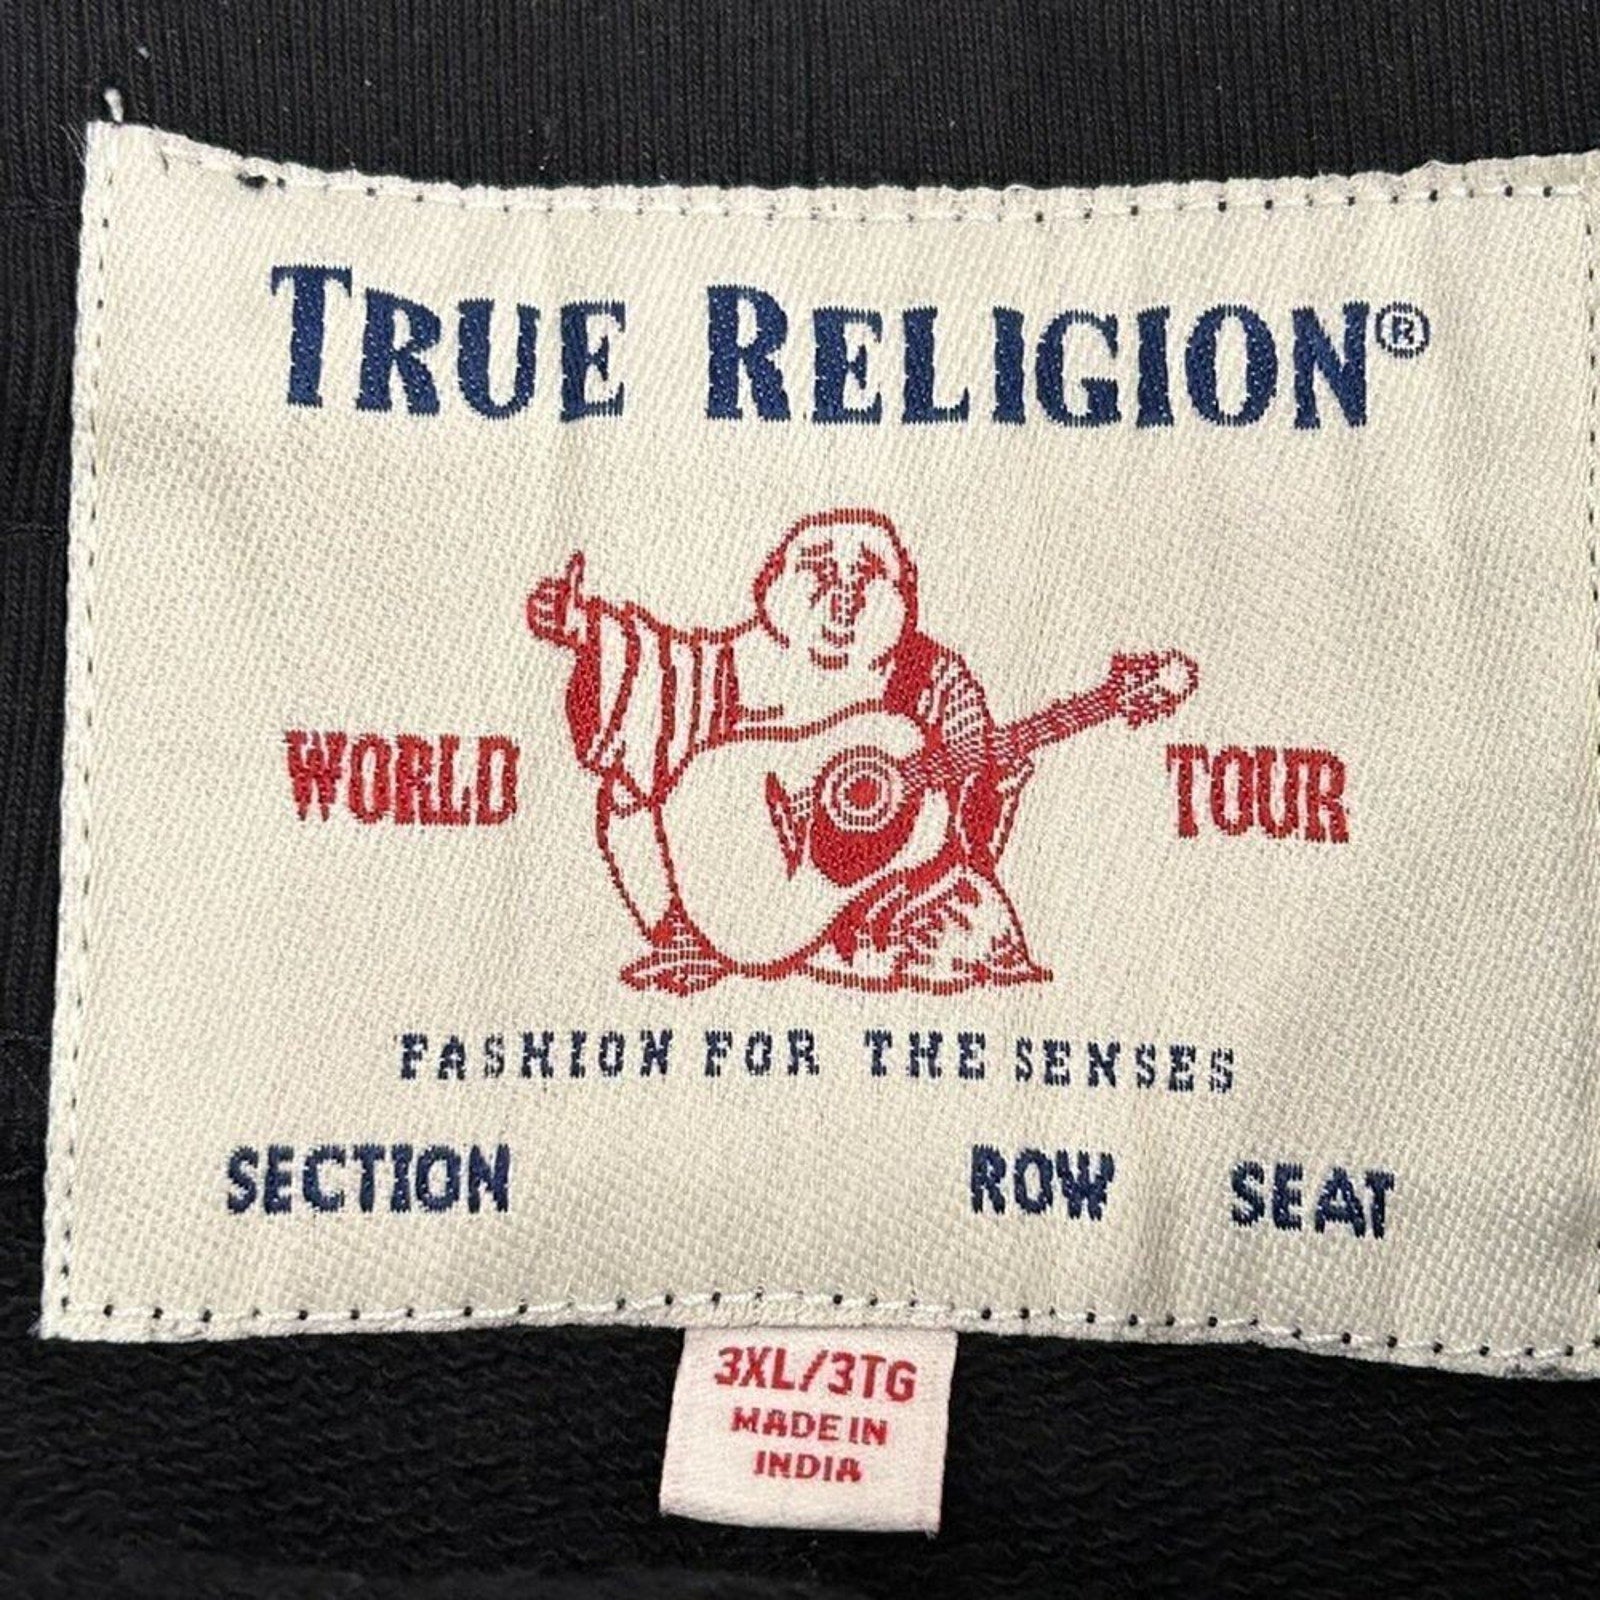 TRUE RELIGION®
WORLD TOUR
FASHION FOR THE SENSES
SECTION ROW SEAT
3XL/3TG
MADE IN
INDIA